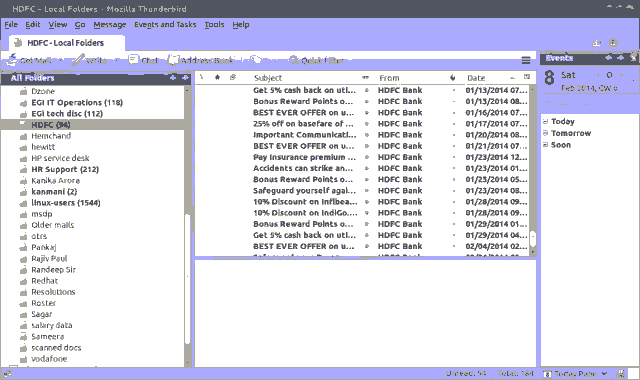 HDFC - Local Folders - Mozilla Thunderbird
File Edit View Go Message Events and Tasks Tools Help
HDFC - Local Folders
Get Mail Write Chat Address Book Quick Filter
All Folders
Dzone
EGI IT Operations (118)
EGI tech disc (112)
HDFC (94)
Hemchand
hewitt
HP service desk
HR Support (212)
Kanika Arora
kanmani (2)
linux-users (1544)
msdp
Older mails
otrs
Pankaj
Rajiv Paul
Randeep Sir
Redhat
Resolutions
Roster
Sagar
salary data
Sameera
scanned docs
vodafone
Subject From Date
Get 5% cash back on uti... HDFC Bank 01/13/2014 07...
Bonus Reward Points o... HDFC Bank 01/13/2014 07...
BEST EVER OFFER on u... HDFC Bank 01/16/2014 07...
25% off on basefare of ... HDFC Bank 01/17/2014 07...
Important Communicati... HDFC Bank 01/20/2014 08...
BEST EVER OFFER on u... HDFC Bank 01/21/2014 07...
Pay Insurance premium ... HDFC Bank 01/23/2014 12...
Accidents can strike an... HDFC Bank 01/23/2014 01...
Bonus Reward Points o... HDFC Bank 01/23/2014 05...
Safeguard yourself agai... HDFC Bank 01/23/2014 08...
10% Discount on Infibea... HDFC Bank 01/28/2014 09...
10% Discount on IndiGo... HDFC Bank 01/28/2014 09...
Bonus Reward Points o... HDFC Bank 01/29/2014 01...
Get 5% cash back on uti... HDFC Bank 01/29/2014 04...
BEST EVER OFFER on u... HDFC Bank 02/04/2014 02...
Events
8 Sat
Feb 2014, CW 6
Today
Tomorrow
Soon
Unread: 94 Total: 184
Today Pane